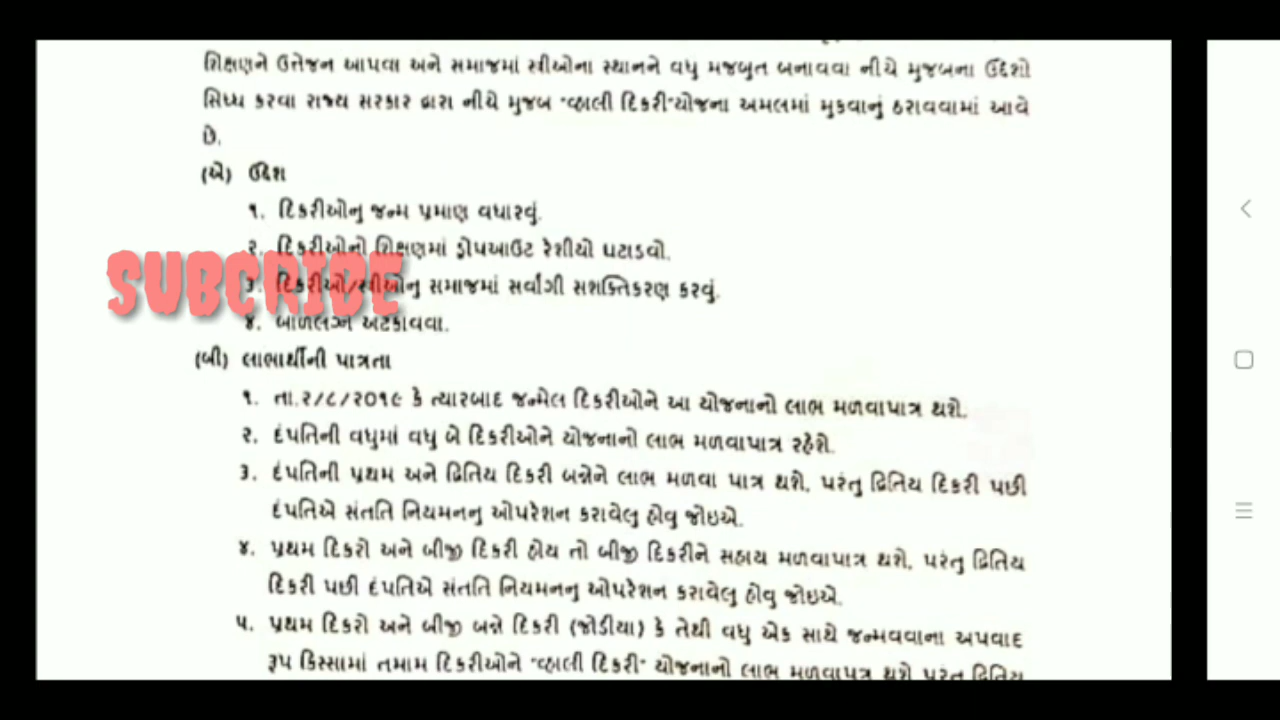 શિક્ષણને ઉત્તેજન આપવા અને સમાજમાં સ્ત્રીઓના સ્થાનને વધુ મજબુત બનાવવા નીચે મુજબના ઉદેશો
સિધ્ધ કરવા રાજ્ય સરકાર દ્વારા નીચે મુજબ "વ્હાલી દિકરી" યોજના અમલમાં મુકવાનું ઠરાવવામાં આવે
છે.
(એ) ઉદેશ
૧. દિકરીઓનુ જન્મ પ્રમાણ વધારવું.
૨. દિકરીઓનો શિક્ષણમાં ડ્રોપઆઉટ રેશીયો ઘટાડવો.
SUBCRIBE
૩. દિકરીઓ/સ્ત્રીઓનુ સમાજમાં સર્વાંગી સશક્તિકરણ કરવું.
૪. બાળલગ્ન અટકાવવા.
(બી) લાભાર્થીની પાત્રતા
૧. તા.૨/૮/૨૦૧૯ કે ત્યારબાદ જન્મેલ દિકરીઓને આ યોજનાનો લાભ મળવાપાત્ર થશે.
૨. દંપતિની વધુમાં વધુ બે દિકરીઓને યોજનાનો લાભ મળવાપાત્ર રહેશે.
૩. દંપતિની પ્રથમ અને દ્વિતિય દિકરી બન્નેને લાભ મળવા પાત્ર થશે. પરંતુ દ્વિતિય દિકરી પછી
દંપતિએ સંતતિ નિયમનનુ ઓપરેશન કરાવેલુ હોવુ જોઇએ.
૪. પ્રથમ દિકરો અને બીજી દિકરી હોય તો બીજી દિકરીને સહાય મળવાપાત્ર થશે. પરંતુ દ્વિતિય
દિકરી પછી દંપતિએ સંતતિ નિયમનનુ ઓપરેશન કરાવેલુ હોવુ જોઇએ.
૫. પ્રથમ દિકરો અને બીજી બન્ને દિકરી (જોડીયા) કે તેથી વધુ એક સાથે જન્મવવાના અપવાદ
રૂપ કિસ્સામાં તમામ દિકરીઓને "વ્હાલી દિકરી" યોજનાનો લાભ મળવાપાત્ર થશે પરંતુ દ્વિતિય